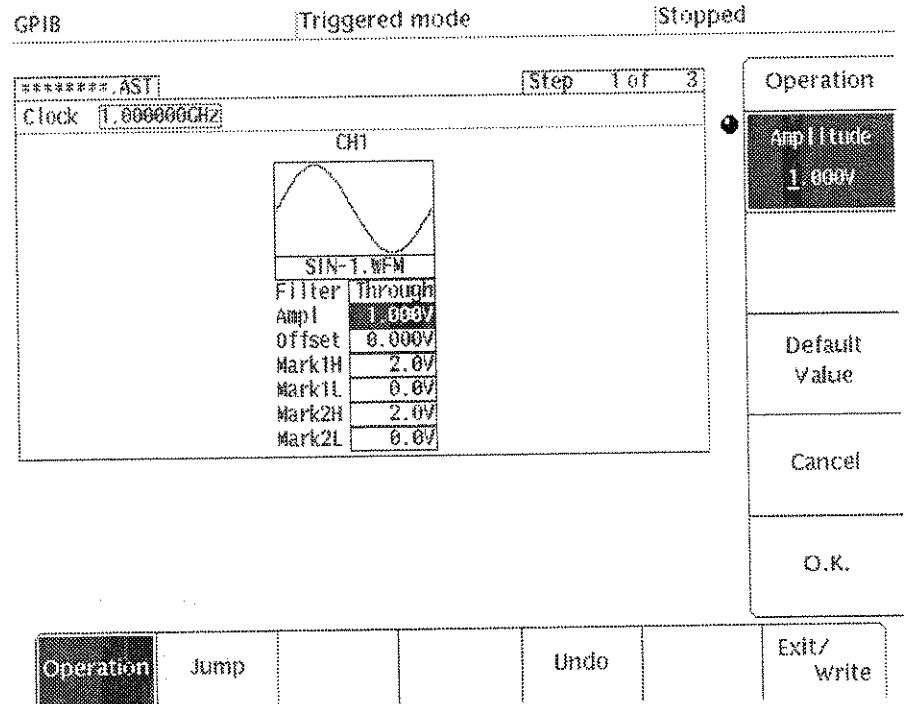 GPIB Triggered mode Stopped
********.AST Step 1 of 3
Clock 1.000000GHz
CH1
SIN-1.WFM
Filter Through
Ampl 1.000V
Offset 0.000V
Mark1H 2.0V
Mark1L 0.0V
Mark2H 2.0V
Mark2L 0.0V
Operation
Amplitude
1.000V
Default
Value
Cancel
O.K.
Operation Jump Undo Exit/
Write